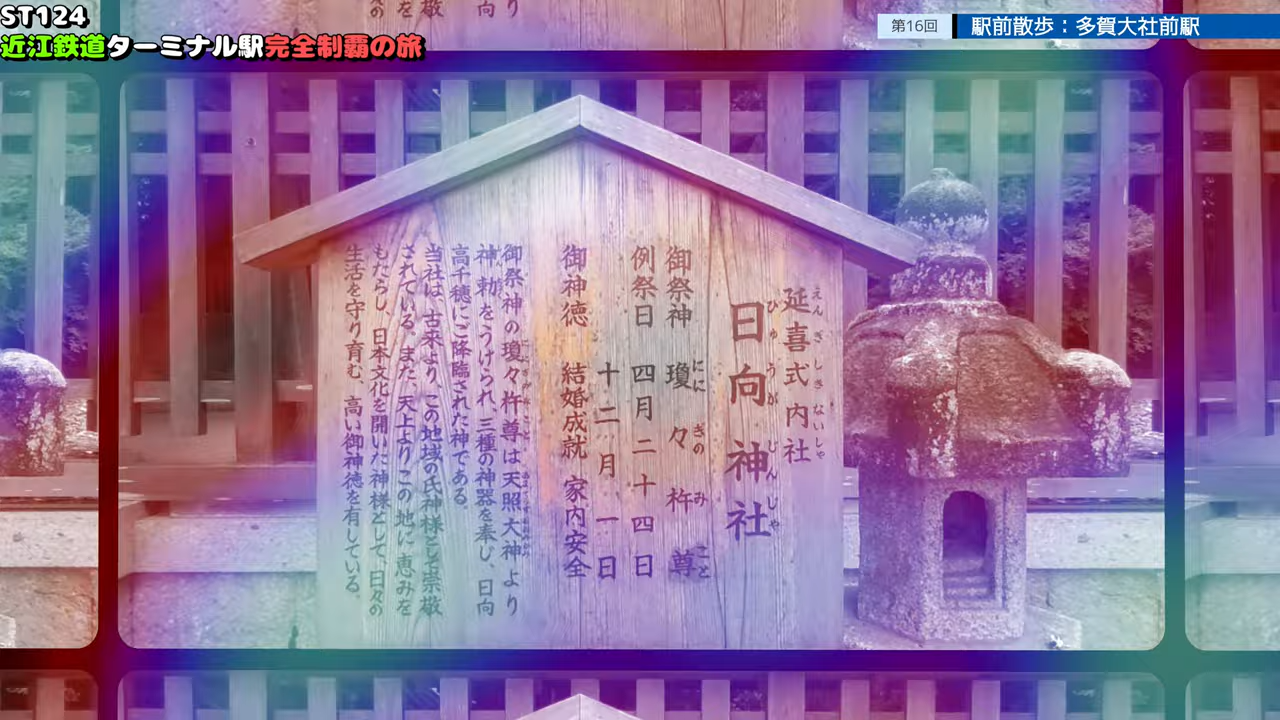 ST124
近江鉄道ターミナル駅完全制覇の旅
第16回
駅前散歩：多賀大社前駅
延喜式内社
えんぎしきないしゃ
日向神社
ひゅうがじんじゃ
御祭神 瓊々杵尊
ににぎのみこと
例祭日 四月二十四日
十二月一日
御神徳 結婚成就 家内安全
御祭神の瓊々杵尊は天照大神より
神勅をうけられ、三種の神器を奉し、日向
高千穂にご降臨された神である。
当社は、古来より、この地域の氏神様として崇敬
されている。また、天上よりこの地に恵みを
もたらし、日本文化を開いた神様として、日々の
生活を守り育む、高い御神徳を有している。